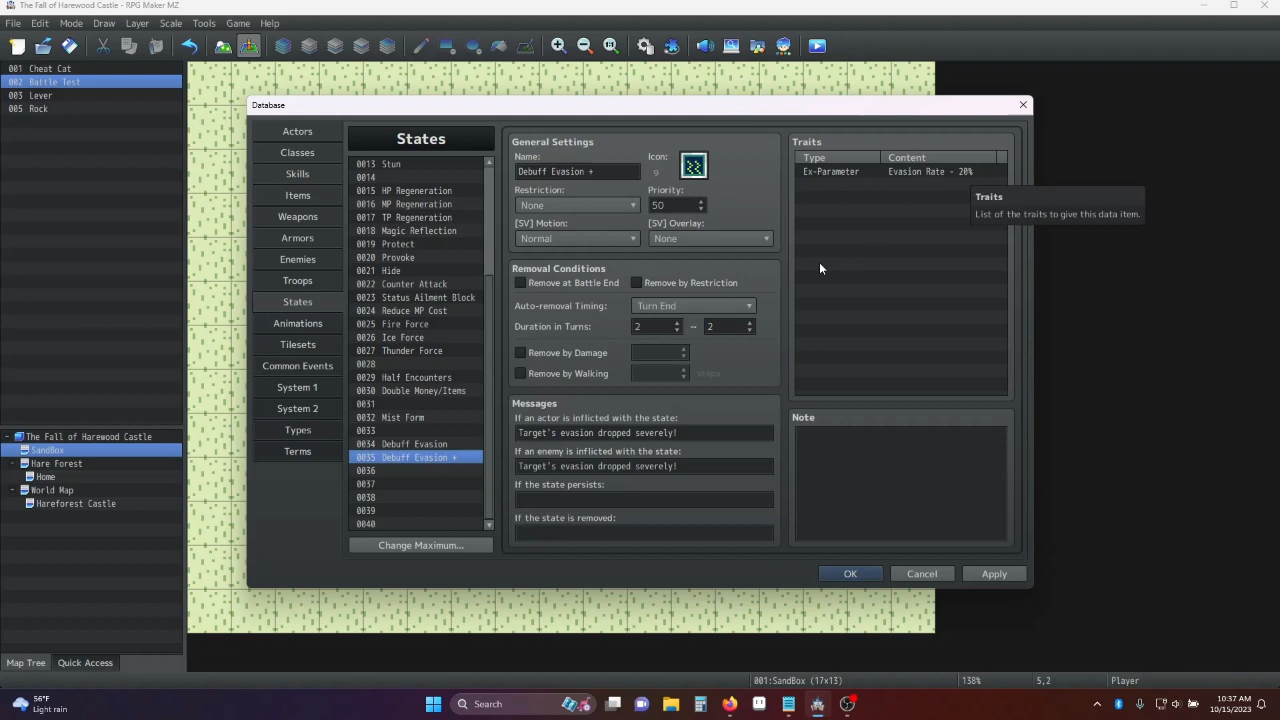 The Fall of Harewood Castle - RPG Maker MZ
File Edit Mode Draw Layer Scale Tools Game Help
001 Cheat Cat
002 Battle Test
003 Lever
005 Rock
The Fall of Harewood Castle
SandBox
Hare Forest
Home
World Map
Hareforest Castle
Map Tree
Quick Access
Database
Actors
Classes
Skills
Items
Weapons
Armors
Enemies
Troops
States
Animations
Tilesets
Common Events
System 1
System 2
Types
Terms
States
0013 Stun
0014
0015 HP Regeneration
0016 MP Regeneration
0017 TP Regeneration
0018 Magic Reflection
0019 Protect
0020 Provoke
0021 Hide
0022 Counter Attack
0023 Status Ailment Block
0024 Reduce MP Cost
0025 Fire Force
0026 Ice Force
0027 Thunder Force
0028
0029 Half Encounters
0030 Double Money/Items
0031
0032 Mist Form
0033
0034 Debuff Evasion
0035 Debuff Evasion +
0036
0037
0038
0039
0040
Change Maximum...
General Settings
Name:
Icon:
Debuff Evasion +
9
Restriction:
Priority:
None
50
[SV] Motion:
[SV] Overlay:
Normal
None
Removal Conditions
Remove at Battle End
Remove by Restriction
Auto-removal Timing:
Turn End
Duration in Turns:
2 ~ 2
Remove by Damage
Remove by Walking
steps
Messages
If an actor is inflicted with the state:
Target's evasion dropped severely!
If an enemy is inflicted with the state:
Target's evasion dropped severely!
If the state persists:
If the state is removed:
Traits
Type
Content
Ex-Parameter
Evasion Rate - 20%
Traits
List of the traits to give this data item.
Note
OK
Cancel
Apply
001:SandBox (17x13)
138%
5,2
Player
56°F
Light rain
Search
10:37 AM
10/15/2023